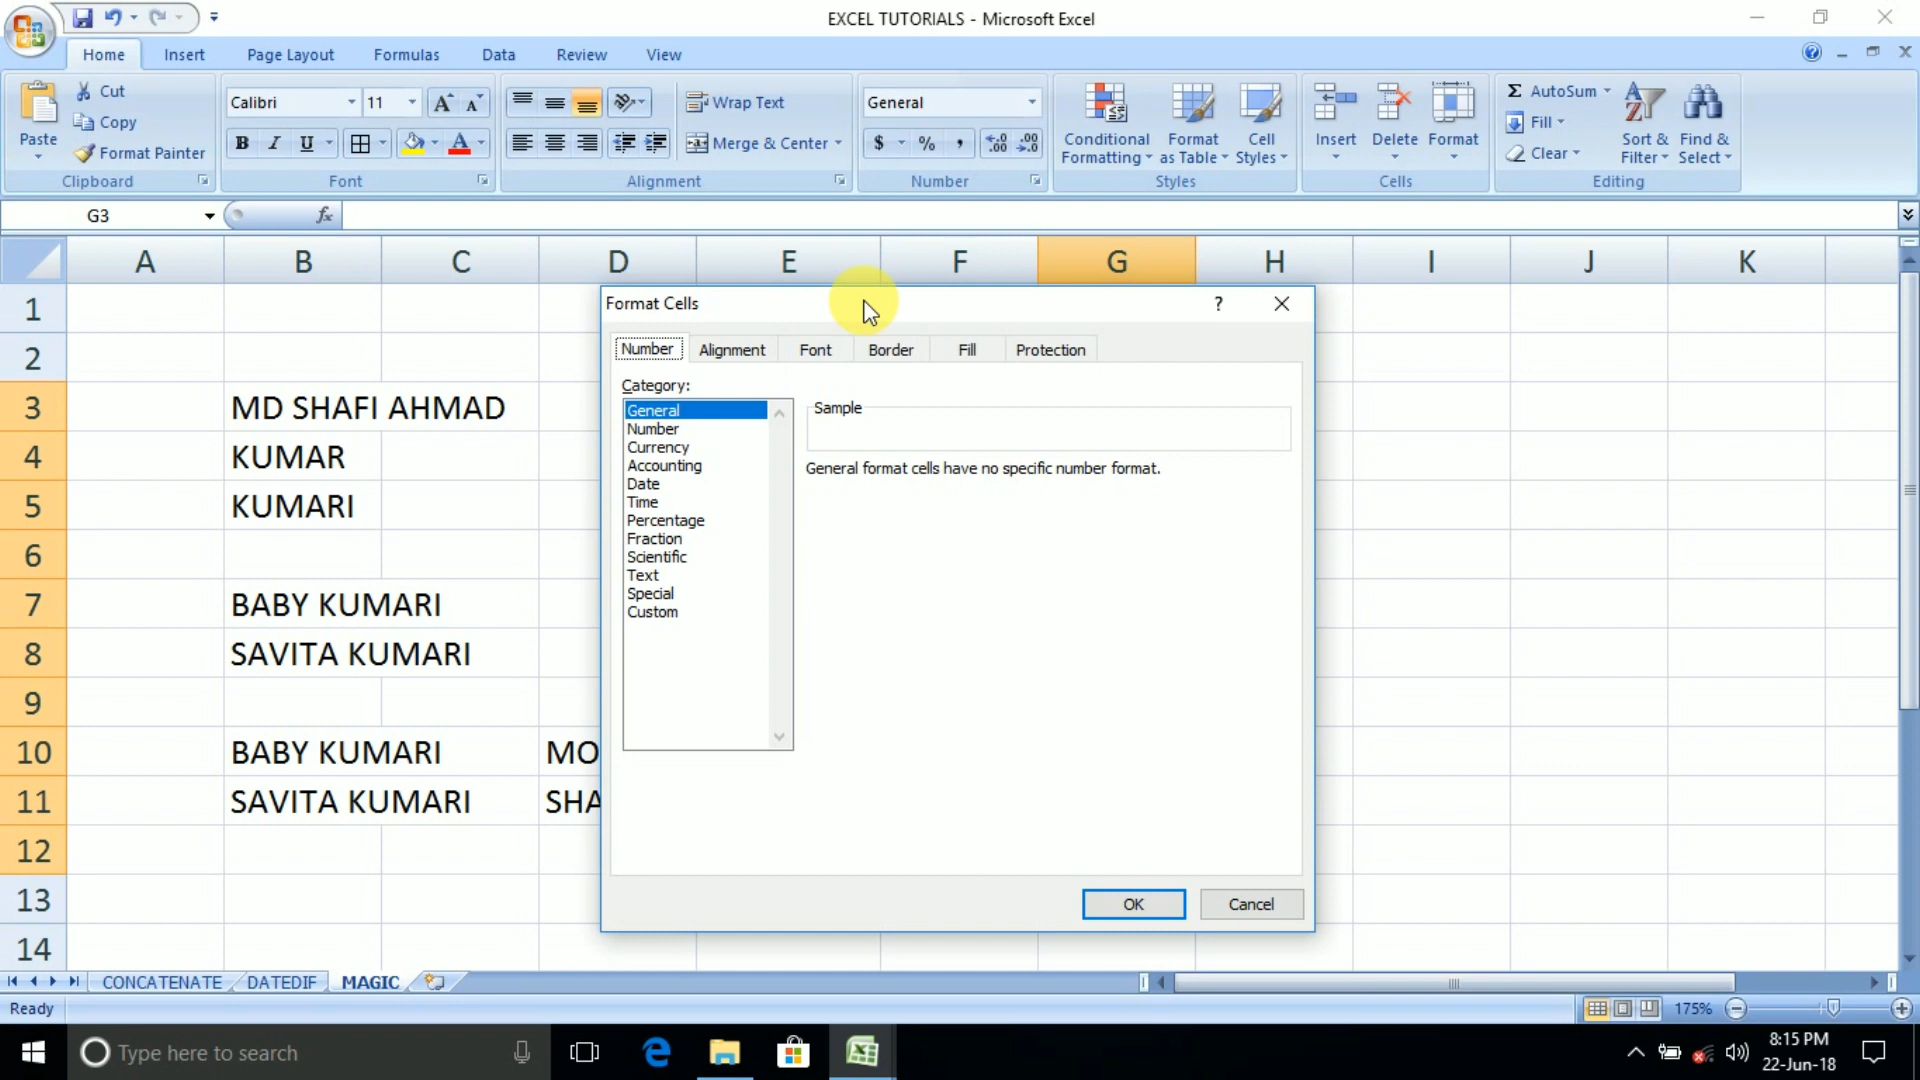 EXCEL TUTORIALS - Microsoft Excel
Home Insert Page Layout Formulas Data Review View
Paste
Cut
Copy
Format Painter
Clipboard
Calibri 11
B I U
Font
Wrap Text
Merge & Center
Alignment
General
$ % ,
Number
Conditional Formatting
Format as Table
Cell Styles
Styles
Insert Delete Format
Cells
Σ AutoSum
Fill
Clear
Sort & Filter
Find & Select
Editing
G3 fx
A B C D E F G H I J K
1
2
3 MD SHAFI AHMAD
4 KUMAR
5 KUMARI
6
7 BABY KUMARI
8 SAVITA KUMARI
9
10 BABY KUMARI MO
11 SAVITA KUMARI SHA
12
13
14
Format Cells ?
Number Alignment Font Border Fill Protection
Category:
General
Number
Currency
Accounting
Date
Time
Percentage
Fraction
Scientific
Text
Special
Custom
Sample
General format cells have no specific number format.
OK Cancel
CONCATENATE DATEDIF MAGIC
Ready 175%
Type here to search
8:15 PM
22-Jun-18